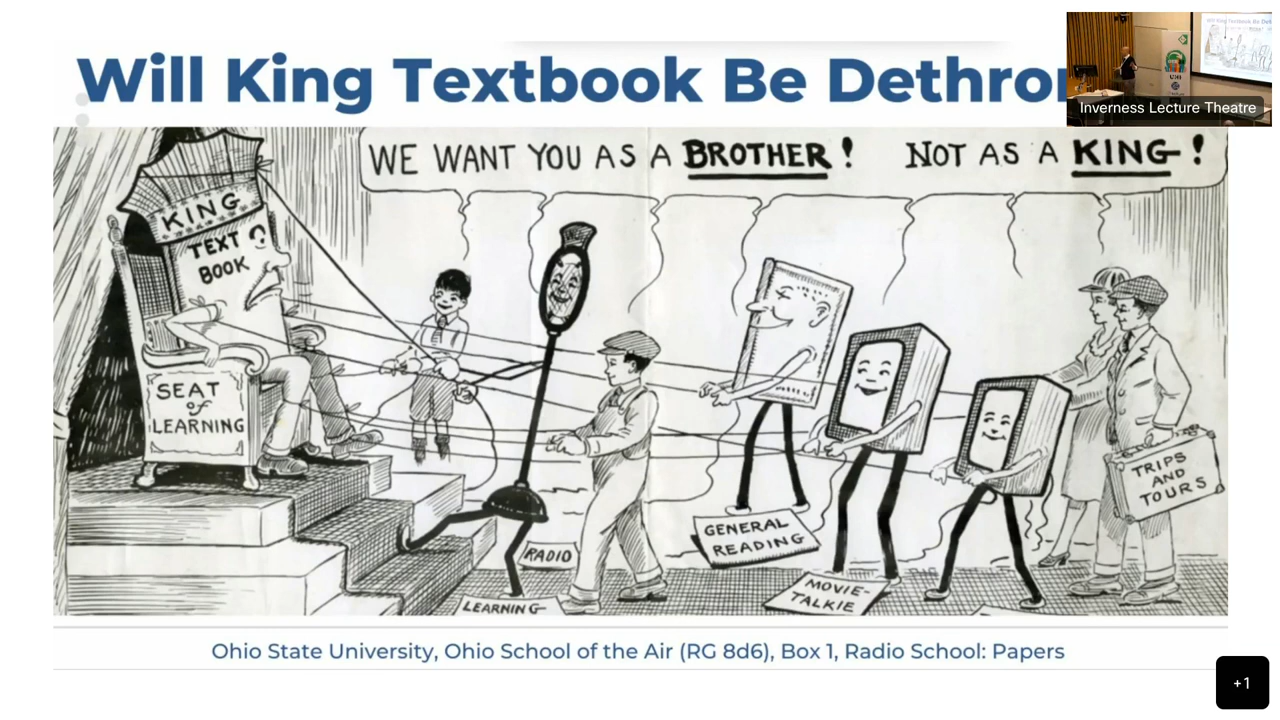 Will King Textbook Be Dethron
Inverness Lecture Theatre
WE WANT YOU AS A BROTHER! NOT AS A KING!
KING
TEXT
BOOK
SEAT
of
LEARNING
RADIO
LEARNING
GENERAL
READING
MOVIE-
TALKIE
TRIPS
AND
TOURS
Ohio State University, Ohio School of the Air (RG 8d6), Box 1, Radio School: Papers
+1